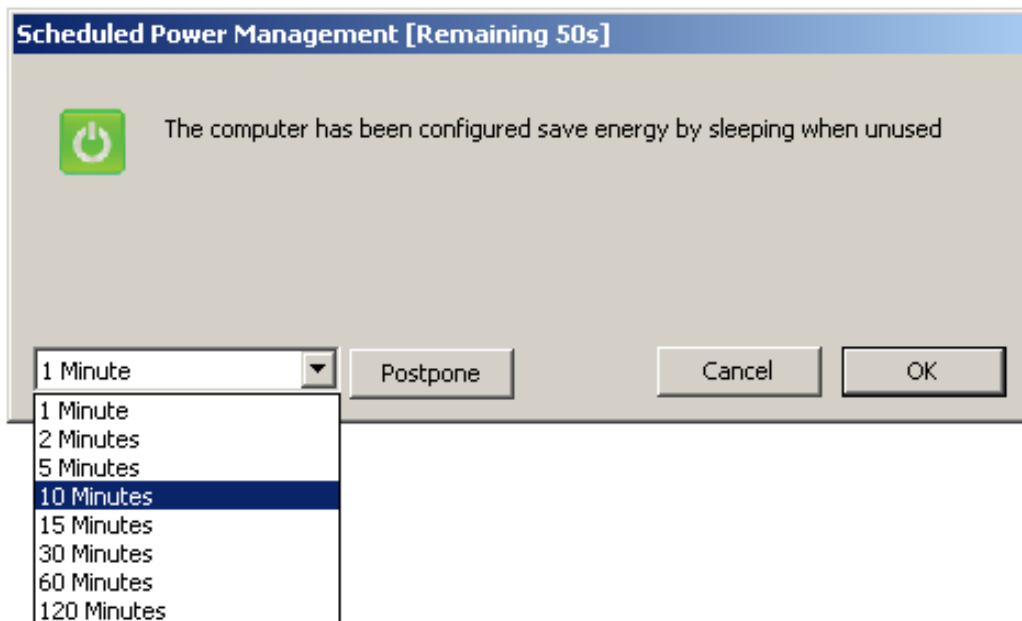 Scheduled Power Management [Remaining 50s]
The computer has been configured save energy by sleeping when unused
1 Minute
Postpone
Cancel
OK
1 Minute
2 Minutes
5 Minutes
10 Minutes
15 Minutes
30 Minutes
60 Minutes
120 Minutes